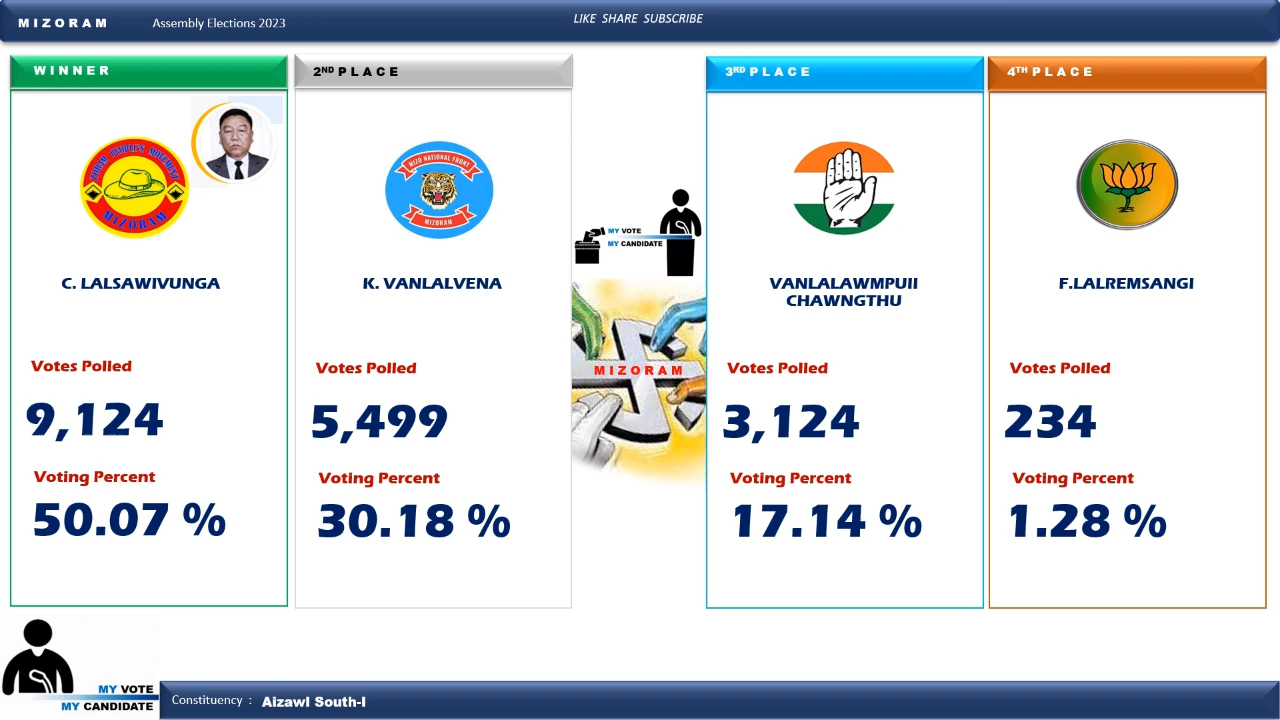 MIZORAM
Assembly Elections 2023
LIKE SHARE SUBSCRIBE
WINNER
ZORAM PEOPLE'S MOVEMENT
MIZORAM
C. LALSAWIVUNGA
Votes Polled
9,124
Voting Percent
50.07 %
2ND PLACE
MIZO NATIONAL FRONT
MIZORAM
K. VANLALVENA
Votes Polled
5,499
Voting Percent
30.18 %
MY VOTE
MY CANDIDATE
MIZORAM
3RD PLACE
VANLALAWMPUII
CHAWNGTHU
Votes Polled
3,124
Voting Percent
17.14 %
4TH PLACE
F.LALREMSANGI
Votes Polled
234
Voting Percent
1.28 %
MY VOTE
MY CANDIDATE
Constituency : Aizawl South-I